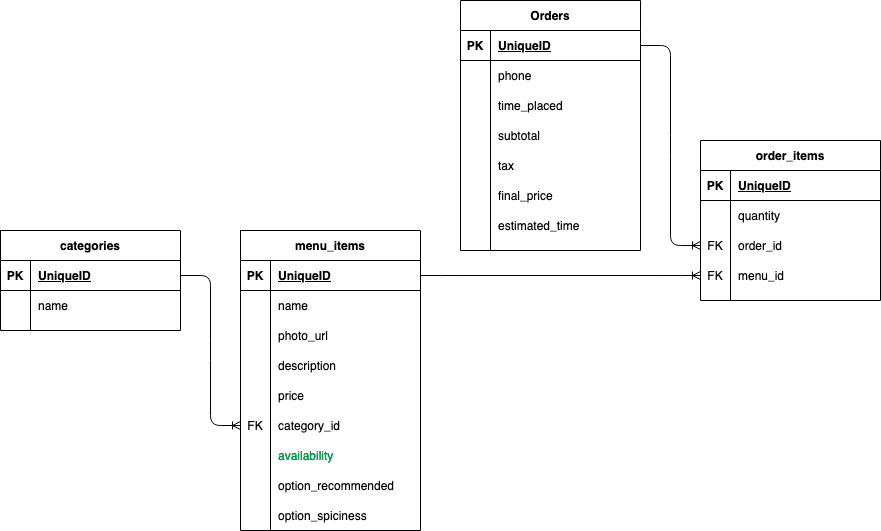 Orders
PK UniqueID
phone
time_placed
subtotal
tax
final_price
estimated_time
order_items
PK UniqueID
quantity
FK order_id
FK menu_id
categories
PK UniqueID
name
menu_items
PK UniqueID
name
photo_url
description
price
FK category_id
availability
option_recommended
option_spiciness